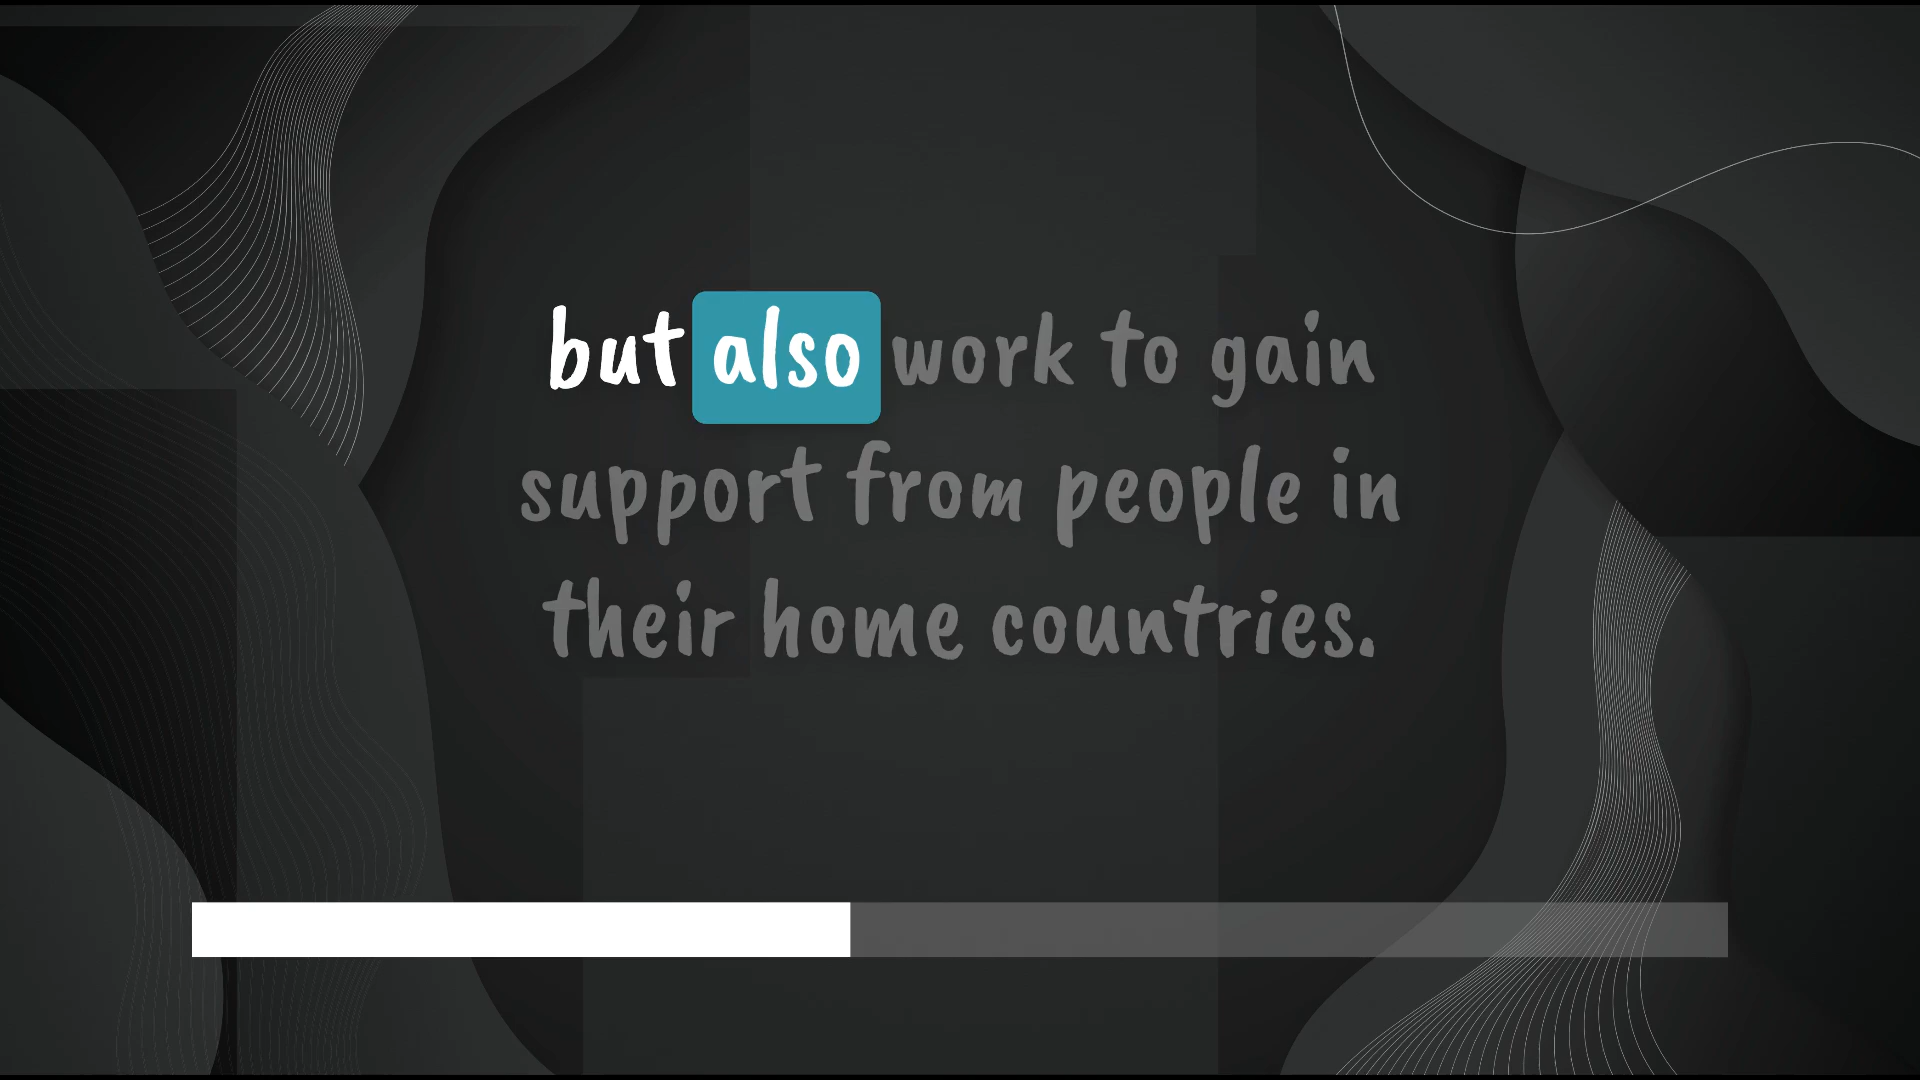 but also work to gain
support from people in
their home countries.